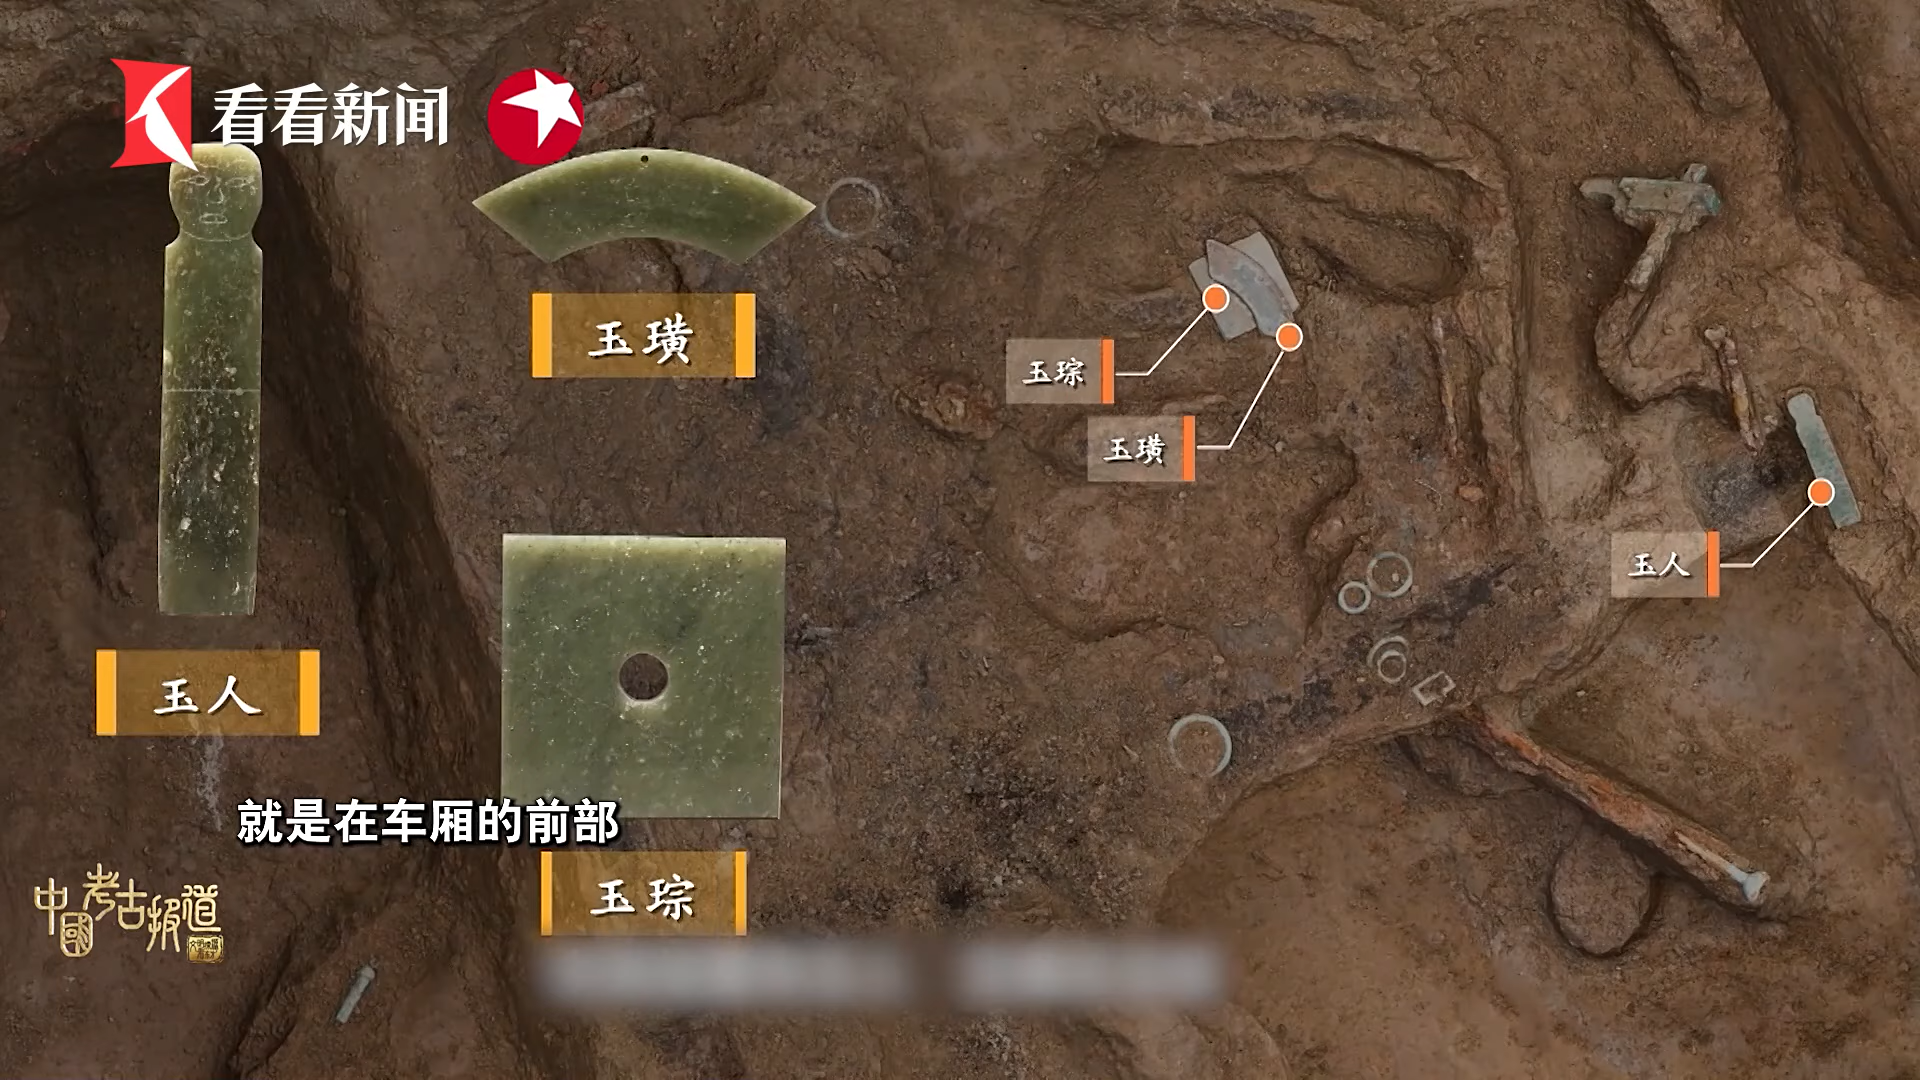 看看新闻
玉璜
玉琮
玉璜
玉人
玉人
就是在车厢的前部
玉琮
中國考古报道